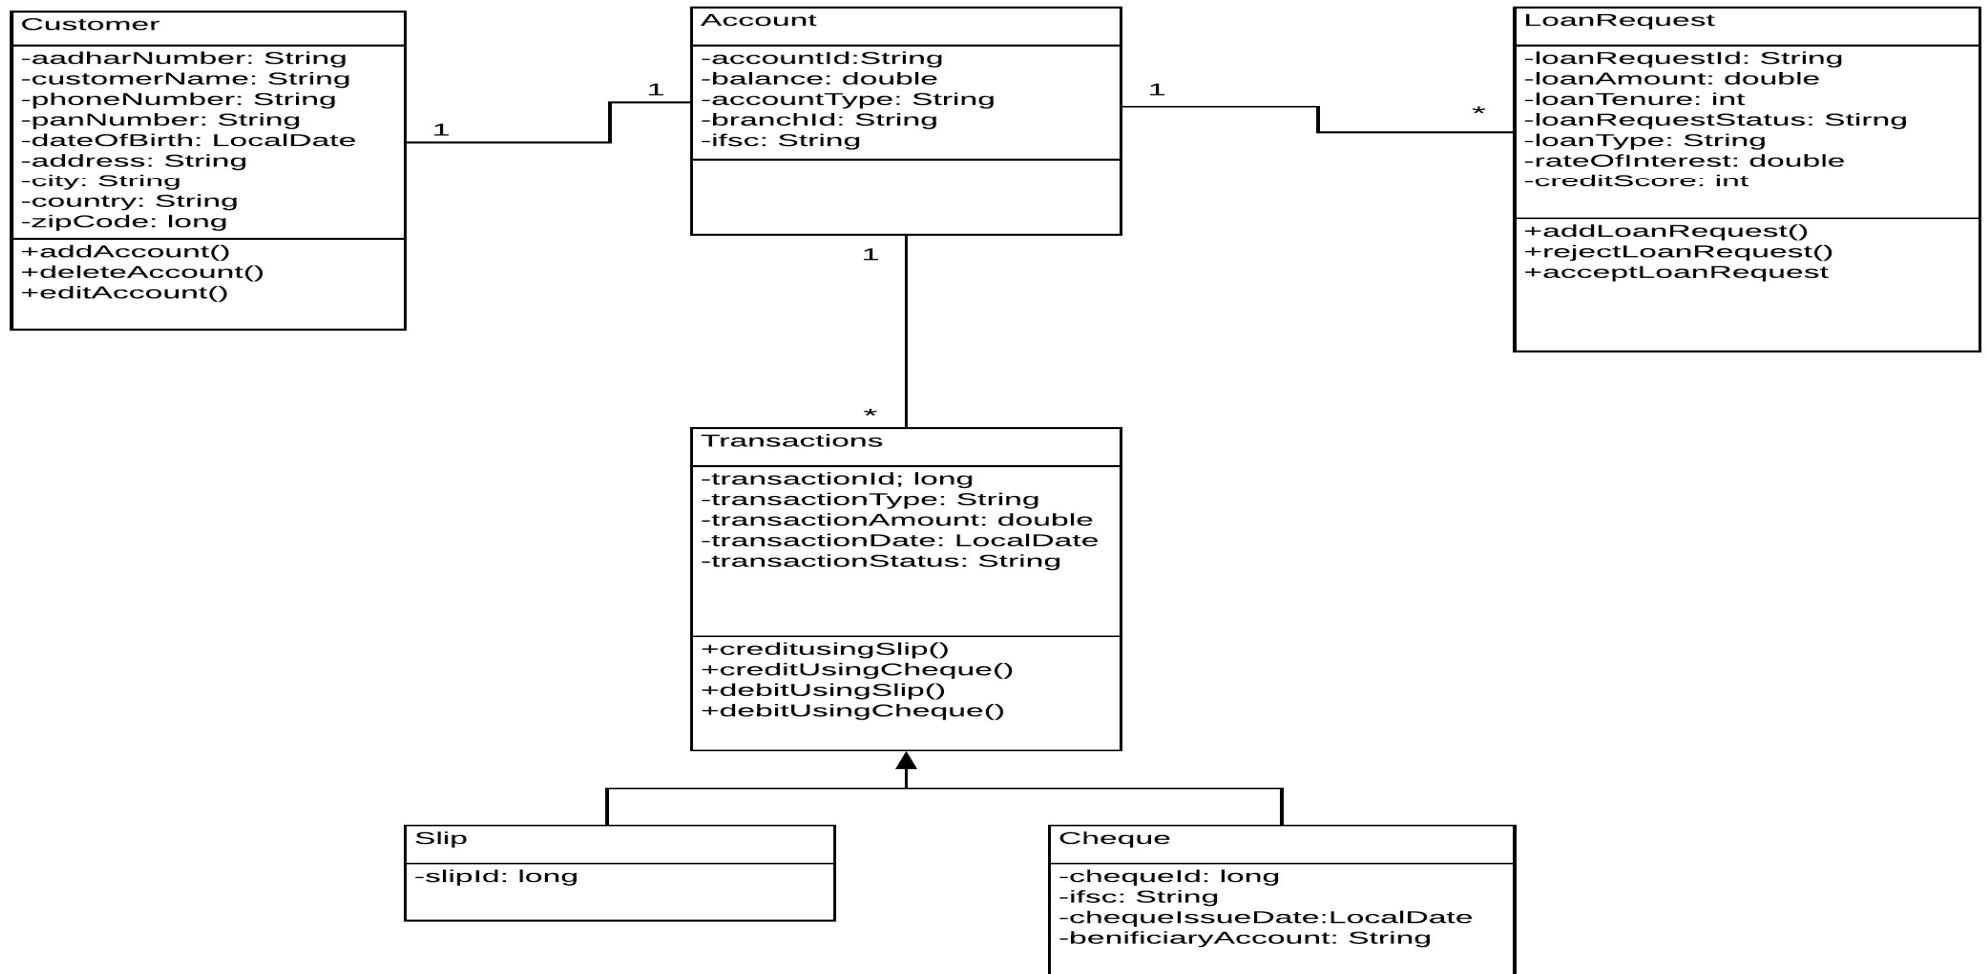 Customer
-aadharNumber: String
-customerName: String
-phoneNumber: String
-panNumber: String
-dateOfBirth: LocalDate
-address: String
-city: String
-country: String
-zipCode: long
+addAccount()
+deleteAccount()
+editAccount()
1
1
Account
-accountId:String
-balance: double
-accountType: String
-branchId: String
-ifsc: String
1
*
LoanRequest
-loanRequestId: String
-loanAmount: double
-loanTenure: int
-loanRequestStatus: Stirng
-loanType: String
-rateOfInterest: double
-creditScore: int
+addLoanRequest()
+rejectLoanRequest()
+acceptLoanRequest
1
*
Transactions
-transactionId; long
-transactionType: String
-transactionAmount: double
-transactionDate: LocalDate
-transactionStatus: String
+creditusingSlip()
+creditUsingCheque()
+debitUsingSlip()
+debitUsingCheque()
Slip
-slipId: long
Cheque
-chequeId: long
-ifsc: String
-chequeIssueDate:LocalDate
-benificiaryAccount: String